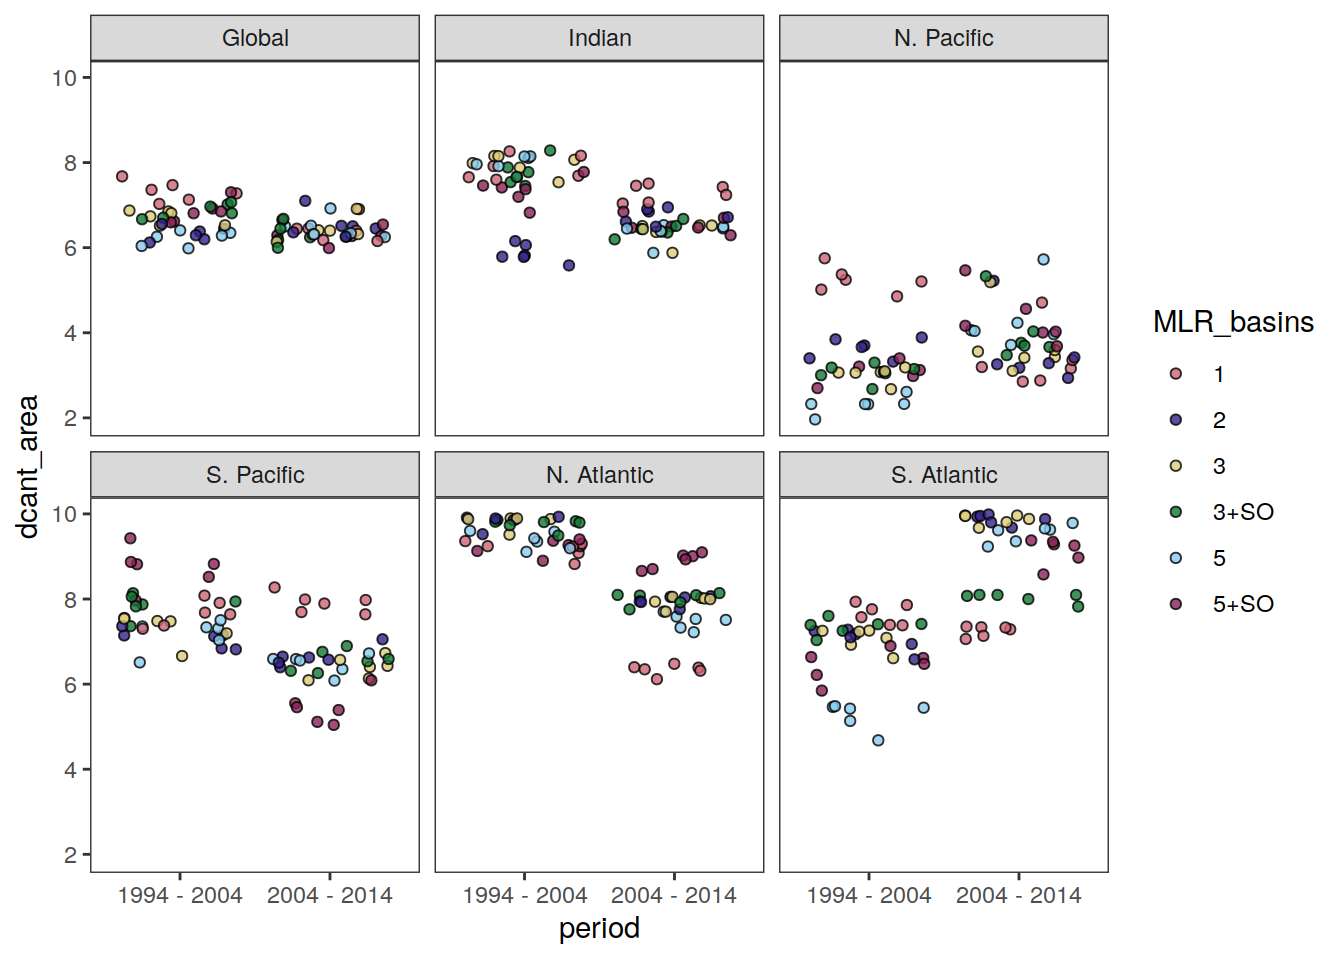 Global
Indian
N. Pacific
10
8
6
4
2
S. Pacific
N. Atlantic
S. Atlantic
10
8
6
4
2
1994 - 2004
2004 - 2014
1994 - 2004
2004 - 2014
1994 - 2004
2004 - 2014
period
dcant_area
MLR_basins
1
2
3
3+SO
5
5+SO